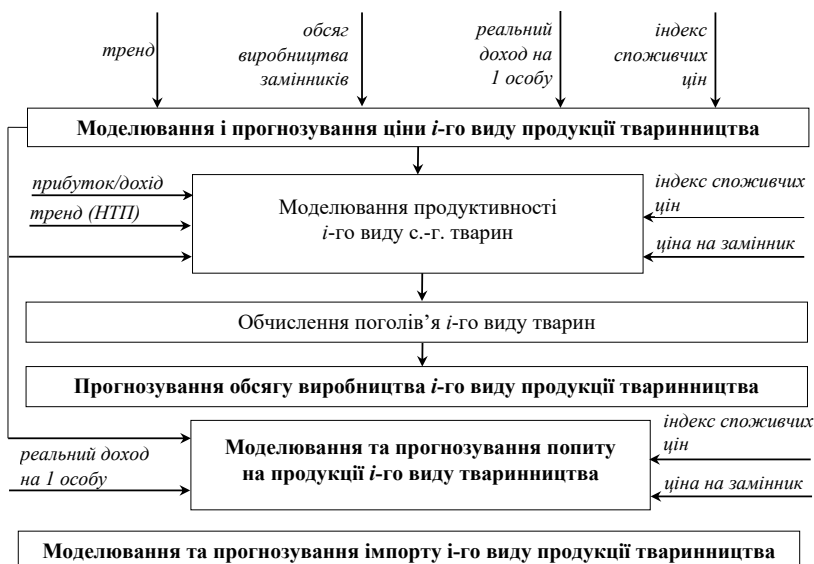 тренд
обсяг
виробництва
замінників
реальний
доход на
1 особу
індекс
споживчих
цін
Моделювання і прогнозування ціни і-го виду продукції тваринництва
прибуток/дохід
тренд (НТП)
Моделювання продуктивності
і-го виду с.-г. тварин
індекс споживчих
цін
ціна на замінник
Обчислення поголів'я і-го виду тварин
Прогнозування обсягу виробництва і-го виду продукції тваринництва
реальний доход
на 1 особу
Моделювання та прогнозування попиту
на продукції і-го виду тваринництва
індекс споживчих
цін
ціна на замінник
Моделювання та прогнозування імпорту і-го виду продукції тваринництва